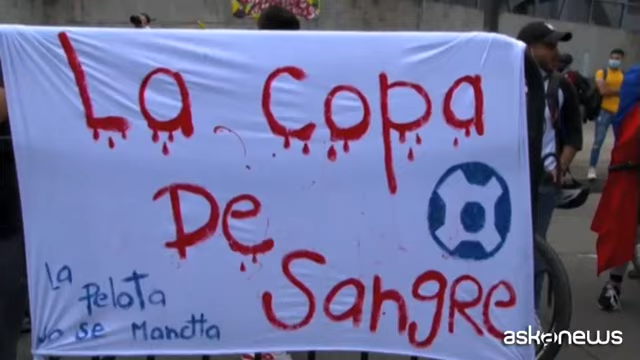 La Copa
De
Sangre
La
Pelota
No se Mancha
askanews